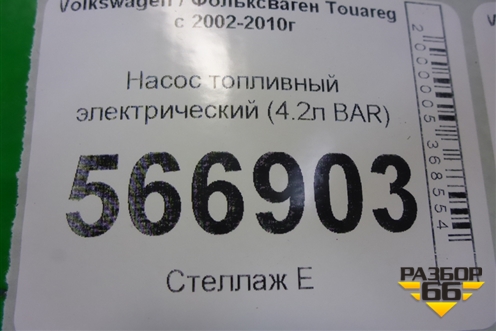 Volkswagen / Фольксваген Touareg
с 2002-2010г
Насос топливный
электрический (4.2л BAR)
566903
Стеллаж Е
2000005368554
РАЗБОР
66